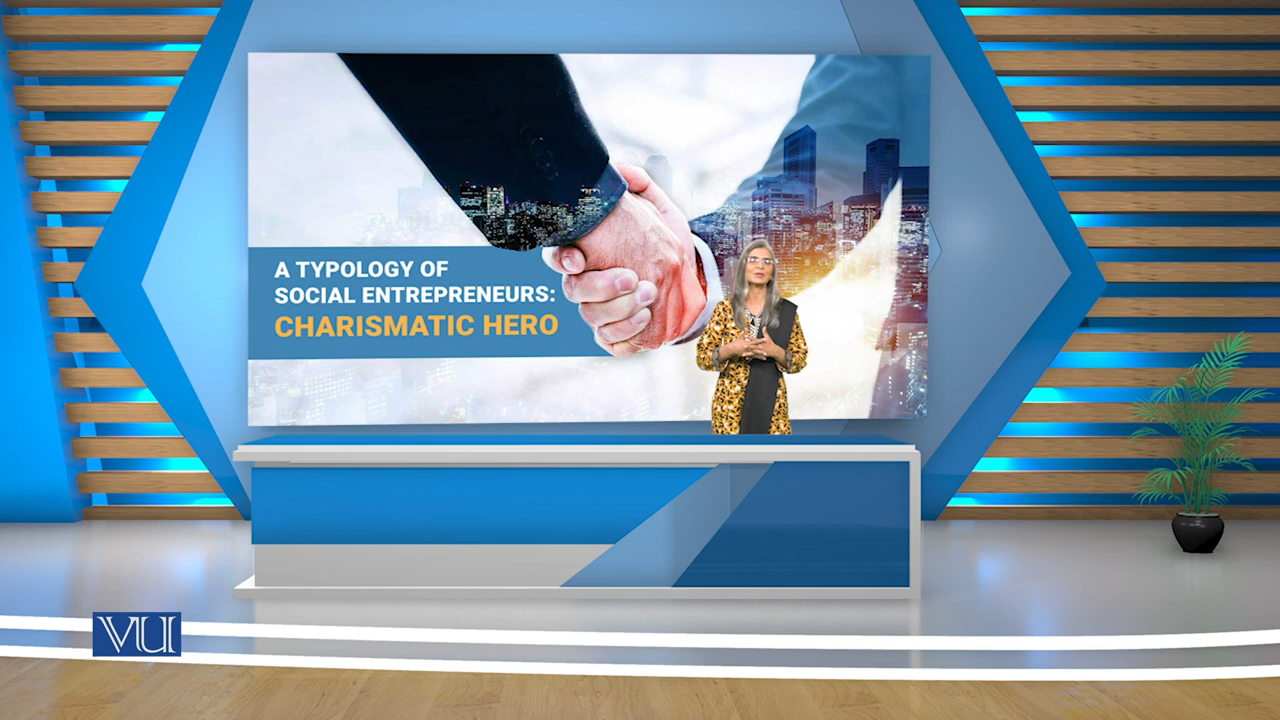 A TYPOLOGY OF
SOCIAL ENTREPRENEURS:
CHARISMATIC HERO
VU